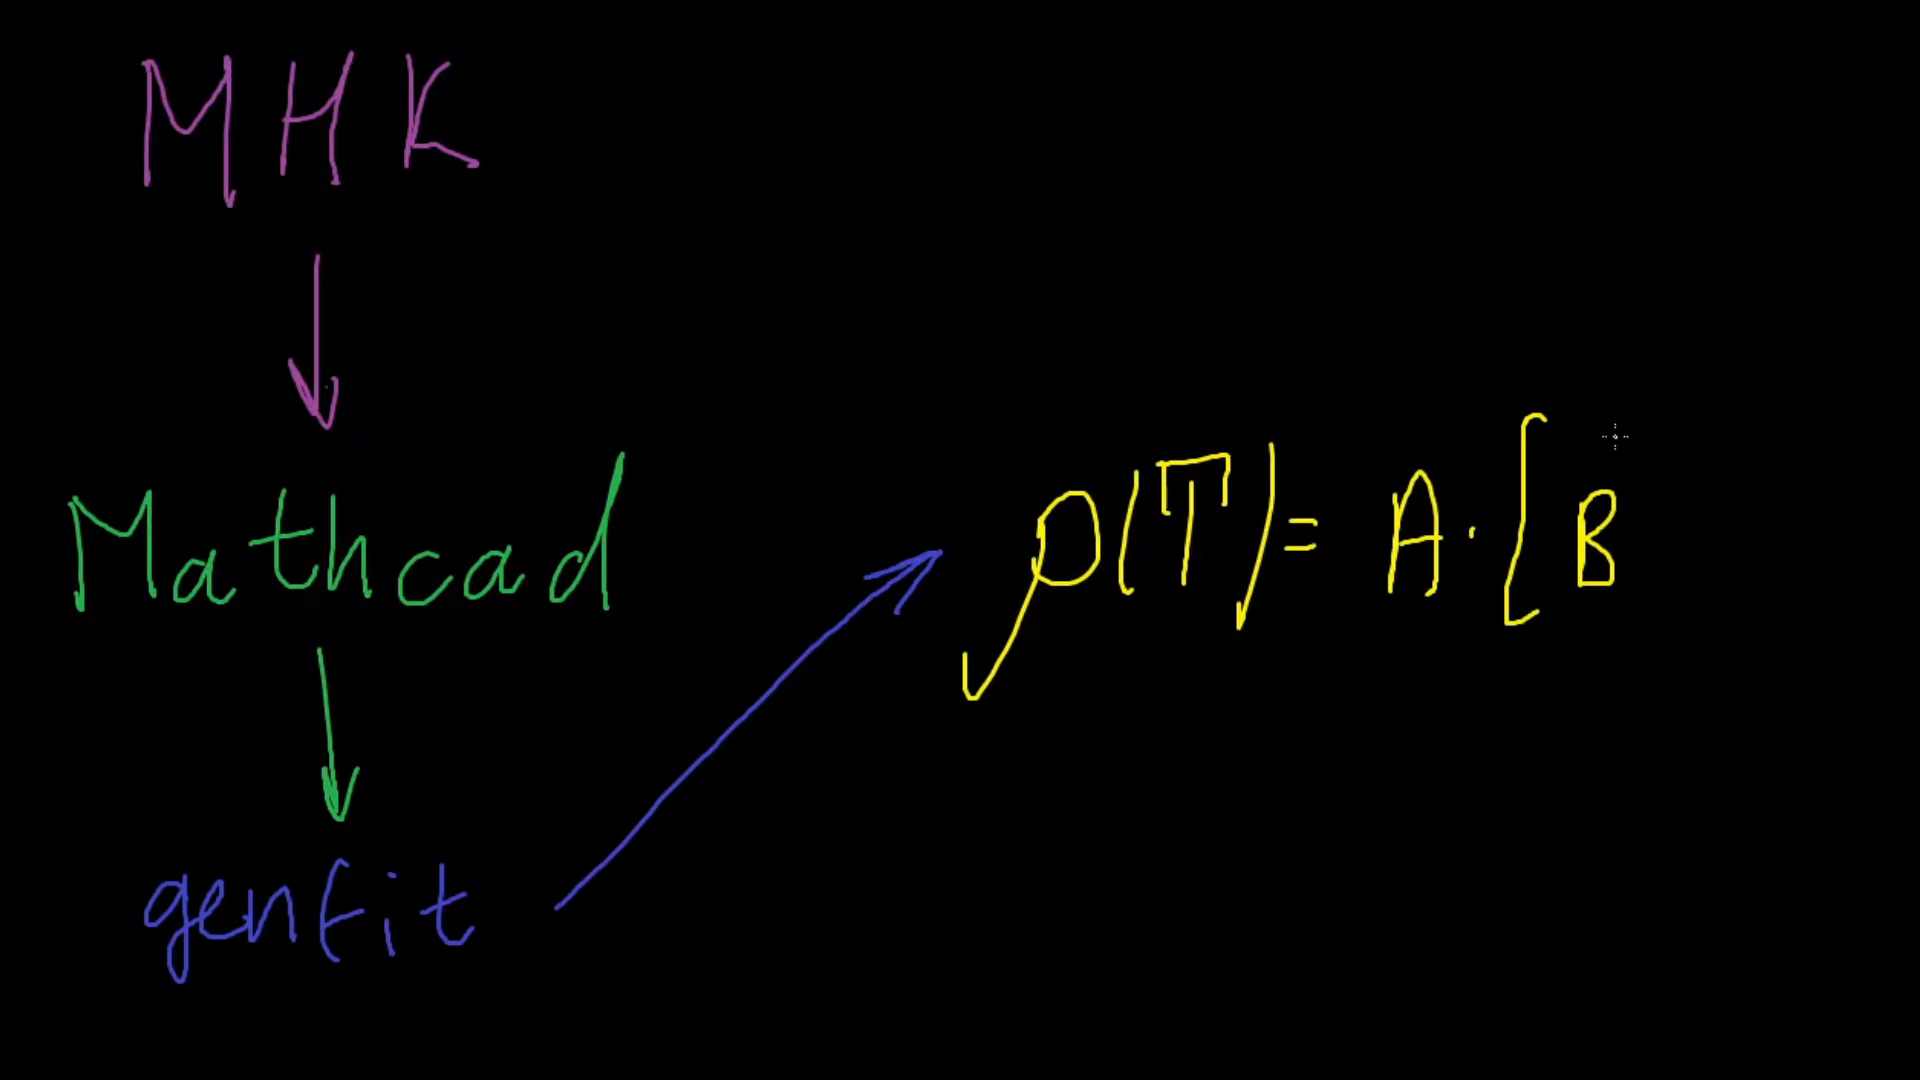 МНК
Mathcad
ρ(T) = A · [ B
genfit